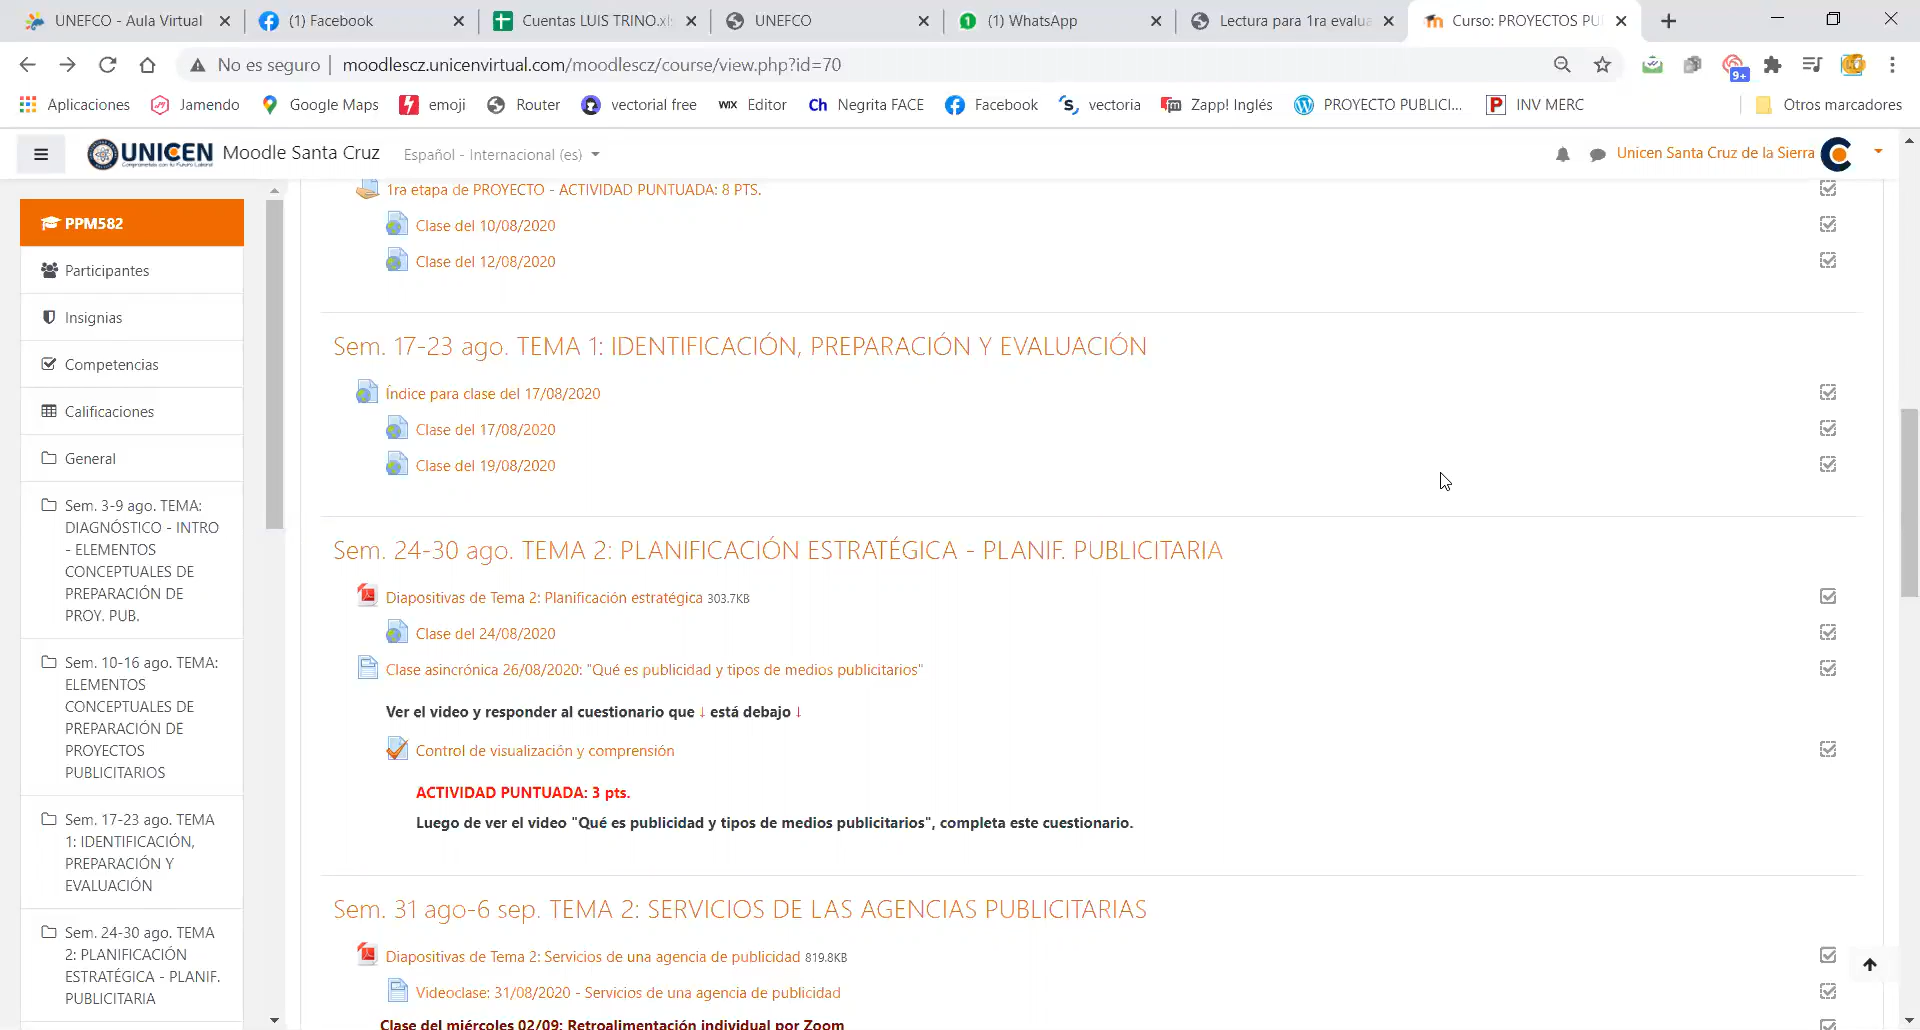 UNEFCO - Aula Virtual
(1) Facebook
Cuentas LUIS TRINO.xls
UNEFCO
(1) WhatsApp
Lectura para 1ra evalua
Curso: PROYECTOS PU
No es seguro | moodlescz.unicenvirtual.com/moodlescz/course/view.php?id=70
9+
Aplicaciones
Jamendo
Google Maps
emoji
Router
vectorial free
WIX Editor
Ch Negrita FACE
Facebook
vectoria
Zapp! Inglés
PROYECTO PUBLICI...
INV MERC
Otros marcadores
UNICEN
Moodle Santa Cruz
Español - Internacional (es)
Unicen Santa Cruz de la Sierra
PPM582
Participantes
Insignias
Competencias
Calificaciones
General
Sem. 3-9 ago. TEMA:
DIAGNÓSTICO - INTRO
- ELEMENTOS
CONCEPTUALES DE
PREPARACIÓN DE
PROY. PUB.
Sem. 10-16 ago. TEMA:
ELEMENTOS
CONCEPTUALES DE
PREPARACIÓN DE
PROYECTOS
PUBLICITARIOS
Sem. 17-23 ago. TEMA
1: IDENTIFICACIÓN,
PREPARACIÓN Y
EVALUACIÓN
Sem. 24-30 ago. TEMA
2: PLANIFICACIÓN
ESTRATÉGICA - PLANIF.
PUBLICITARIA
1ra etapa de PROYECTO - ACTIVIDAD PUNTUADA: 8 PTS.
Clase del 10/08/2020
Clase del 12/08/2020
Sem. 17-23 ago. TEMA 1: IDENTIFICACIÓN, PREPARACIÓN Y EVALUACIÓN
Índice para clase del 17/08/2020
Clase del 17/08/2020
Clase del 19/08/2020
Sem. 24-30 ago. TEMA 2: PLANIFICACIÓN ESTRATÉGICA - PLANIF. PUBLICITARIA
Diapositivas de Tema 2: Planificación estratégica 303.7KB
Clase del 24/08/2020
Clase asincrónica 26/08/2020: "Qué es publicidad y tipos de medios publicitarios"
Ver el video y responder al cuestionario que ↓ está debajo ↓
Control de visualización y comprensión
ACTIVIDAD PUNTUADA: 3 pts.
Luego de ver el video "Qué es publicidad y tipos de medios publicitarios", completa este cuestionario.
Sem. 31 ago-6 sep. TEMA 2: SERVICIOS DE LAS AGENCIAS PUBLICITARIAS
Diapositivas de Tema 2: Servicios de una agencia de publicidad 819.8KB
Videoclase: 31/08/2020 - Servicios de una agencia de publicidad
Clase del miércoles 02/09: Retroalimentación individual por Zoom